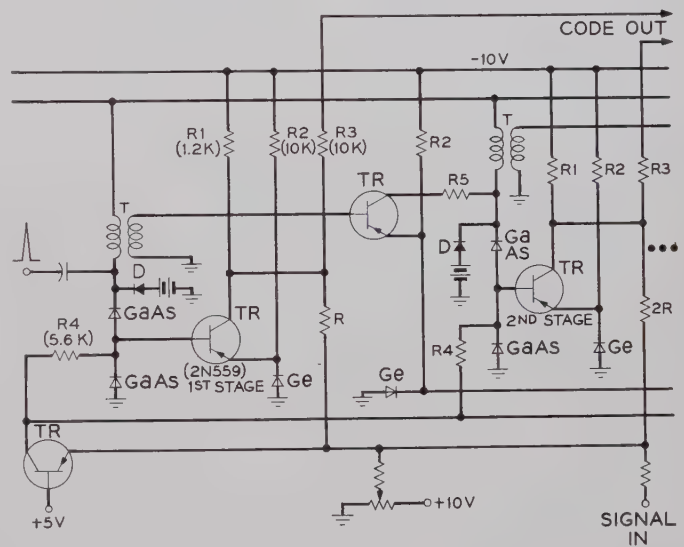 CODE OUT
-10V
T
R1
(1.2K)
R2
(10K)
R3
(10K)
R2
R1
R2
R3
TR
R5
T
D
Ga
As
TR
D
GaAs
TR
R
2ND STAGE
2R
R4
(5.6K)
(2N559)
1ST STAGE
GaAs
Ge
R4
GaAs
Ge
Ge
TR
+5V
+10V
SIGNAL
IN